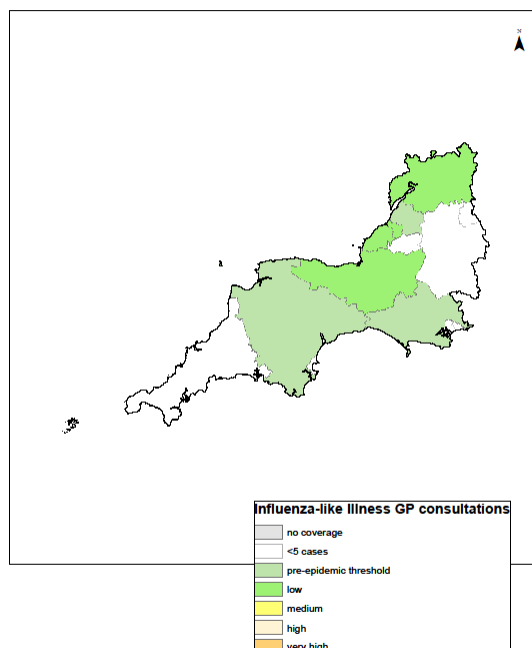 N
Influenza-like Illness GP consultations
no coverage
<5 cases
pre-epidemic threshold
low
medium
high
very high